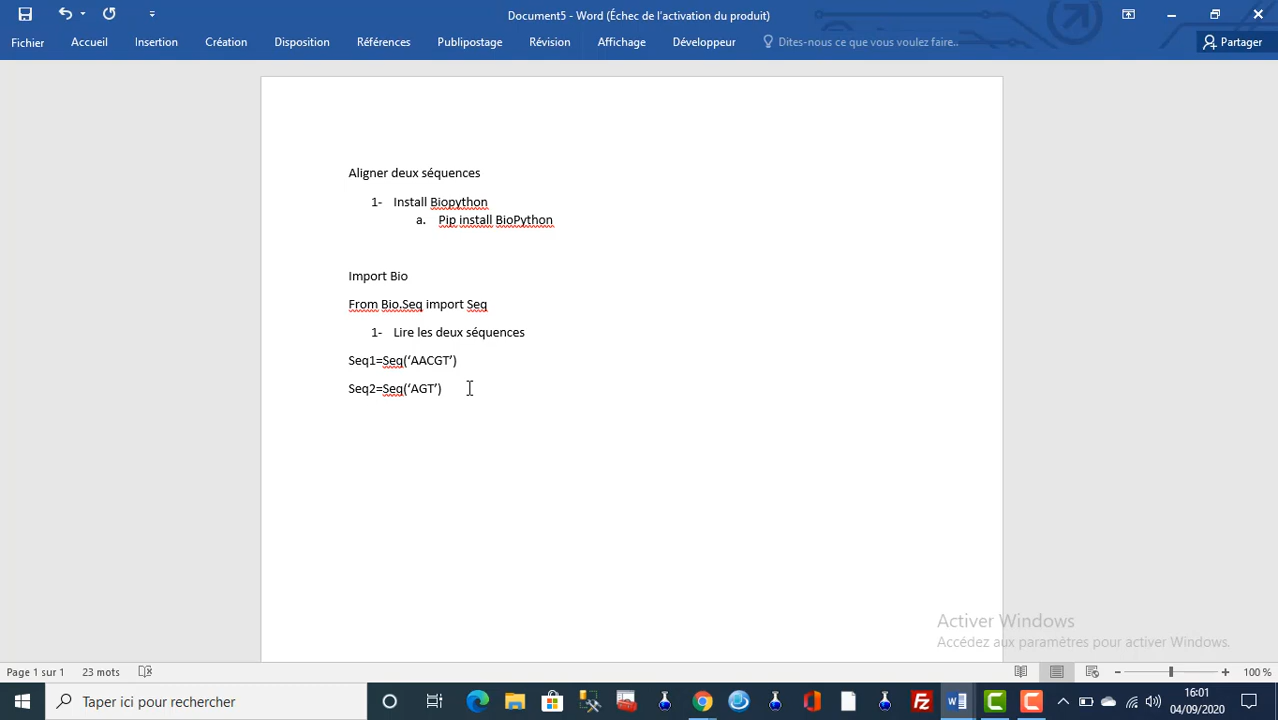 Document5 - Word (Échec de l'activation du produit)
Fichier Accueil Insertion Création Disposition Références Publipostage Révision Affichage Développeur Dites-nous ce que vous voulez faire.. Partager
Aligner deux séquences
1- Install Biopython
a. Pip install BioPython
Import Bio
From Bio.Seq import Seq
1- Lire les deux séquences
Seq1=Seq(‘AACGT’)
Seq2=Seq(‘AGT’)
Activer Windows
Accédez aux paramètres pour activer Windows.
Page 1 sur 1 23 mots 100 %
Taper ici pour rechercher
16:01
04/09/2020